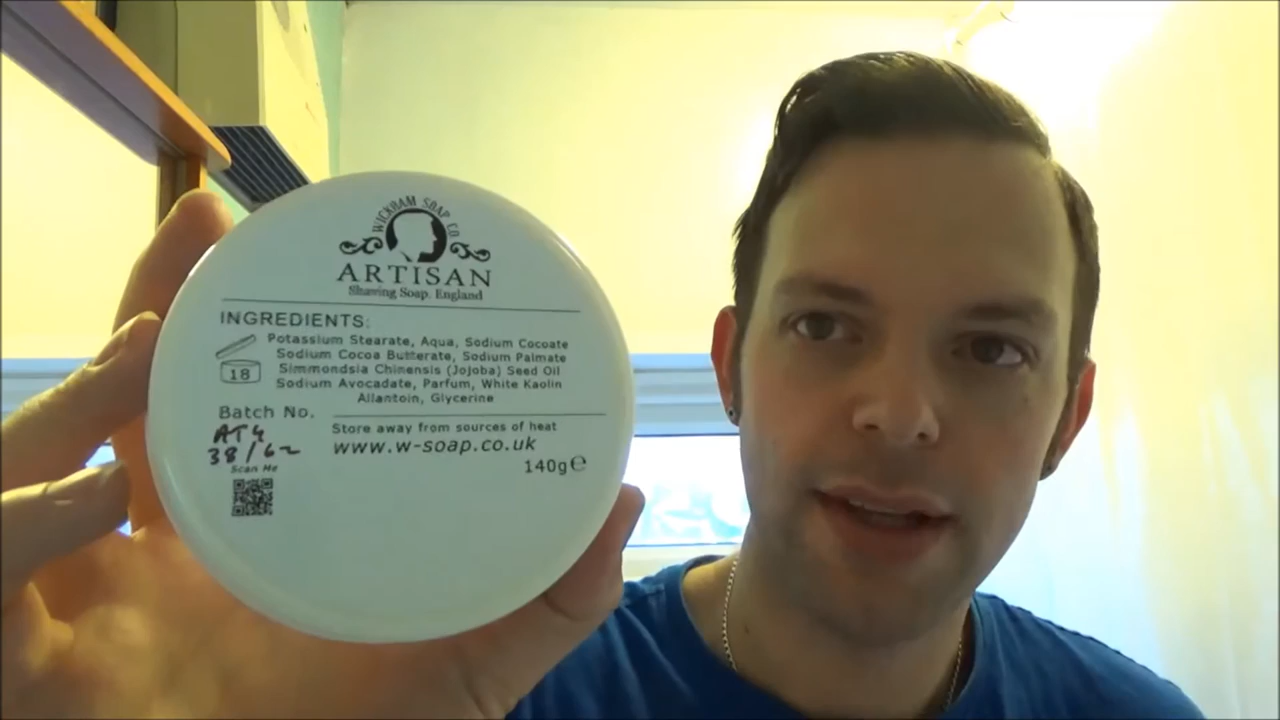 WICKHAM SOAP CO
ARTISAN
Shaving Soap. England
INGREDIENTS:
Potassium Stearate, Aqua, Sodium Cocoate
Sodium Cocoa Butterate, Sodium Palmate
Simmondsia Chinensis (Jojoba) Seed Oil
Sodium Avocadate, Parfum, White Kaolin
Allantoin, Glycerine
18
Batch No.
AT4
38/62
Store away from sources of heat
www.w-soap.co.uk
140g℮
Scan Me